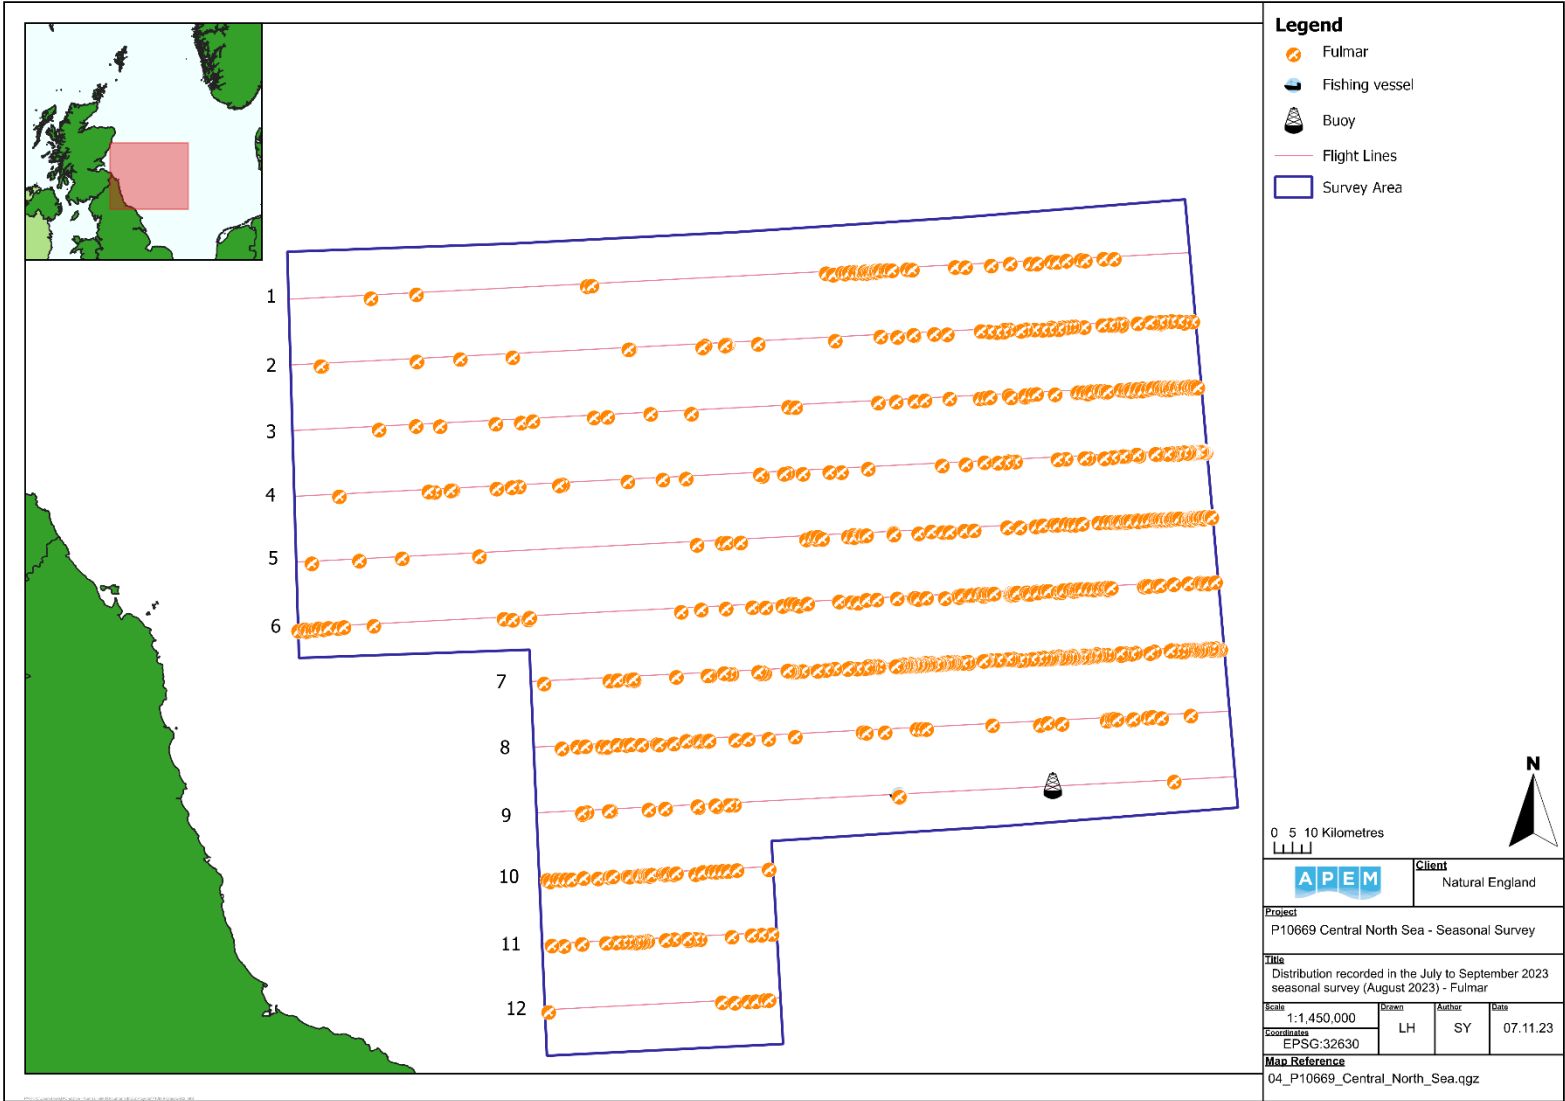 Legend
Fulmar
Fishing vessel
Buoy
Flight Lines
Survey Area
1
2
3
4
5
6
7
8
9
10
11
12
N
0 5 10 Kilometres
APEM
Client
Natural England
Project
P10669 Central North Sea - Seasonal Survey
Title
Distribution recorded in the July to September 2023
seasonal survey (August 2023) - Fulmar
Scale
1:1,450,000
Coordinates
EPSG:32630
Drawn
LH
Author
SY
Date
07.11.23
Map Reference
04_P10669_Central_North_Sea.qgz